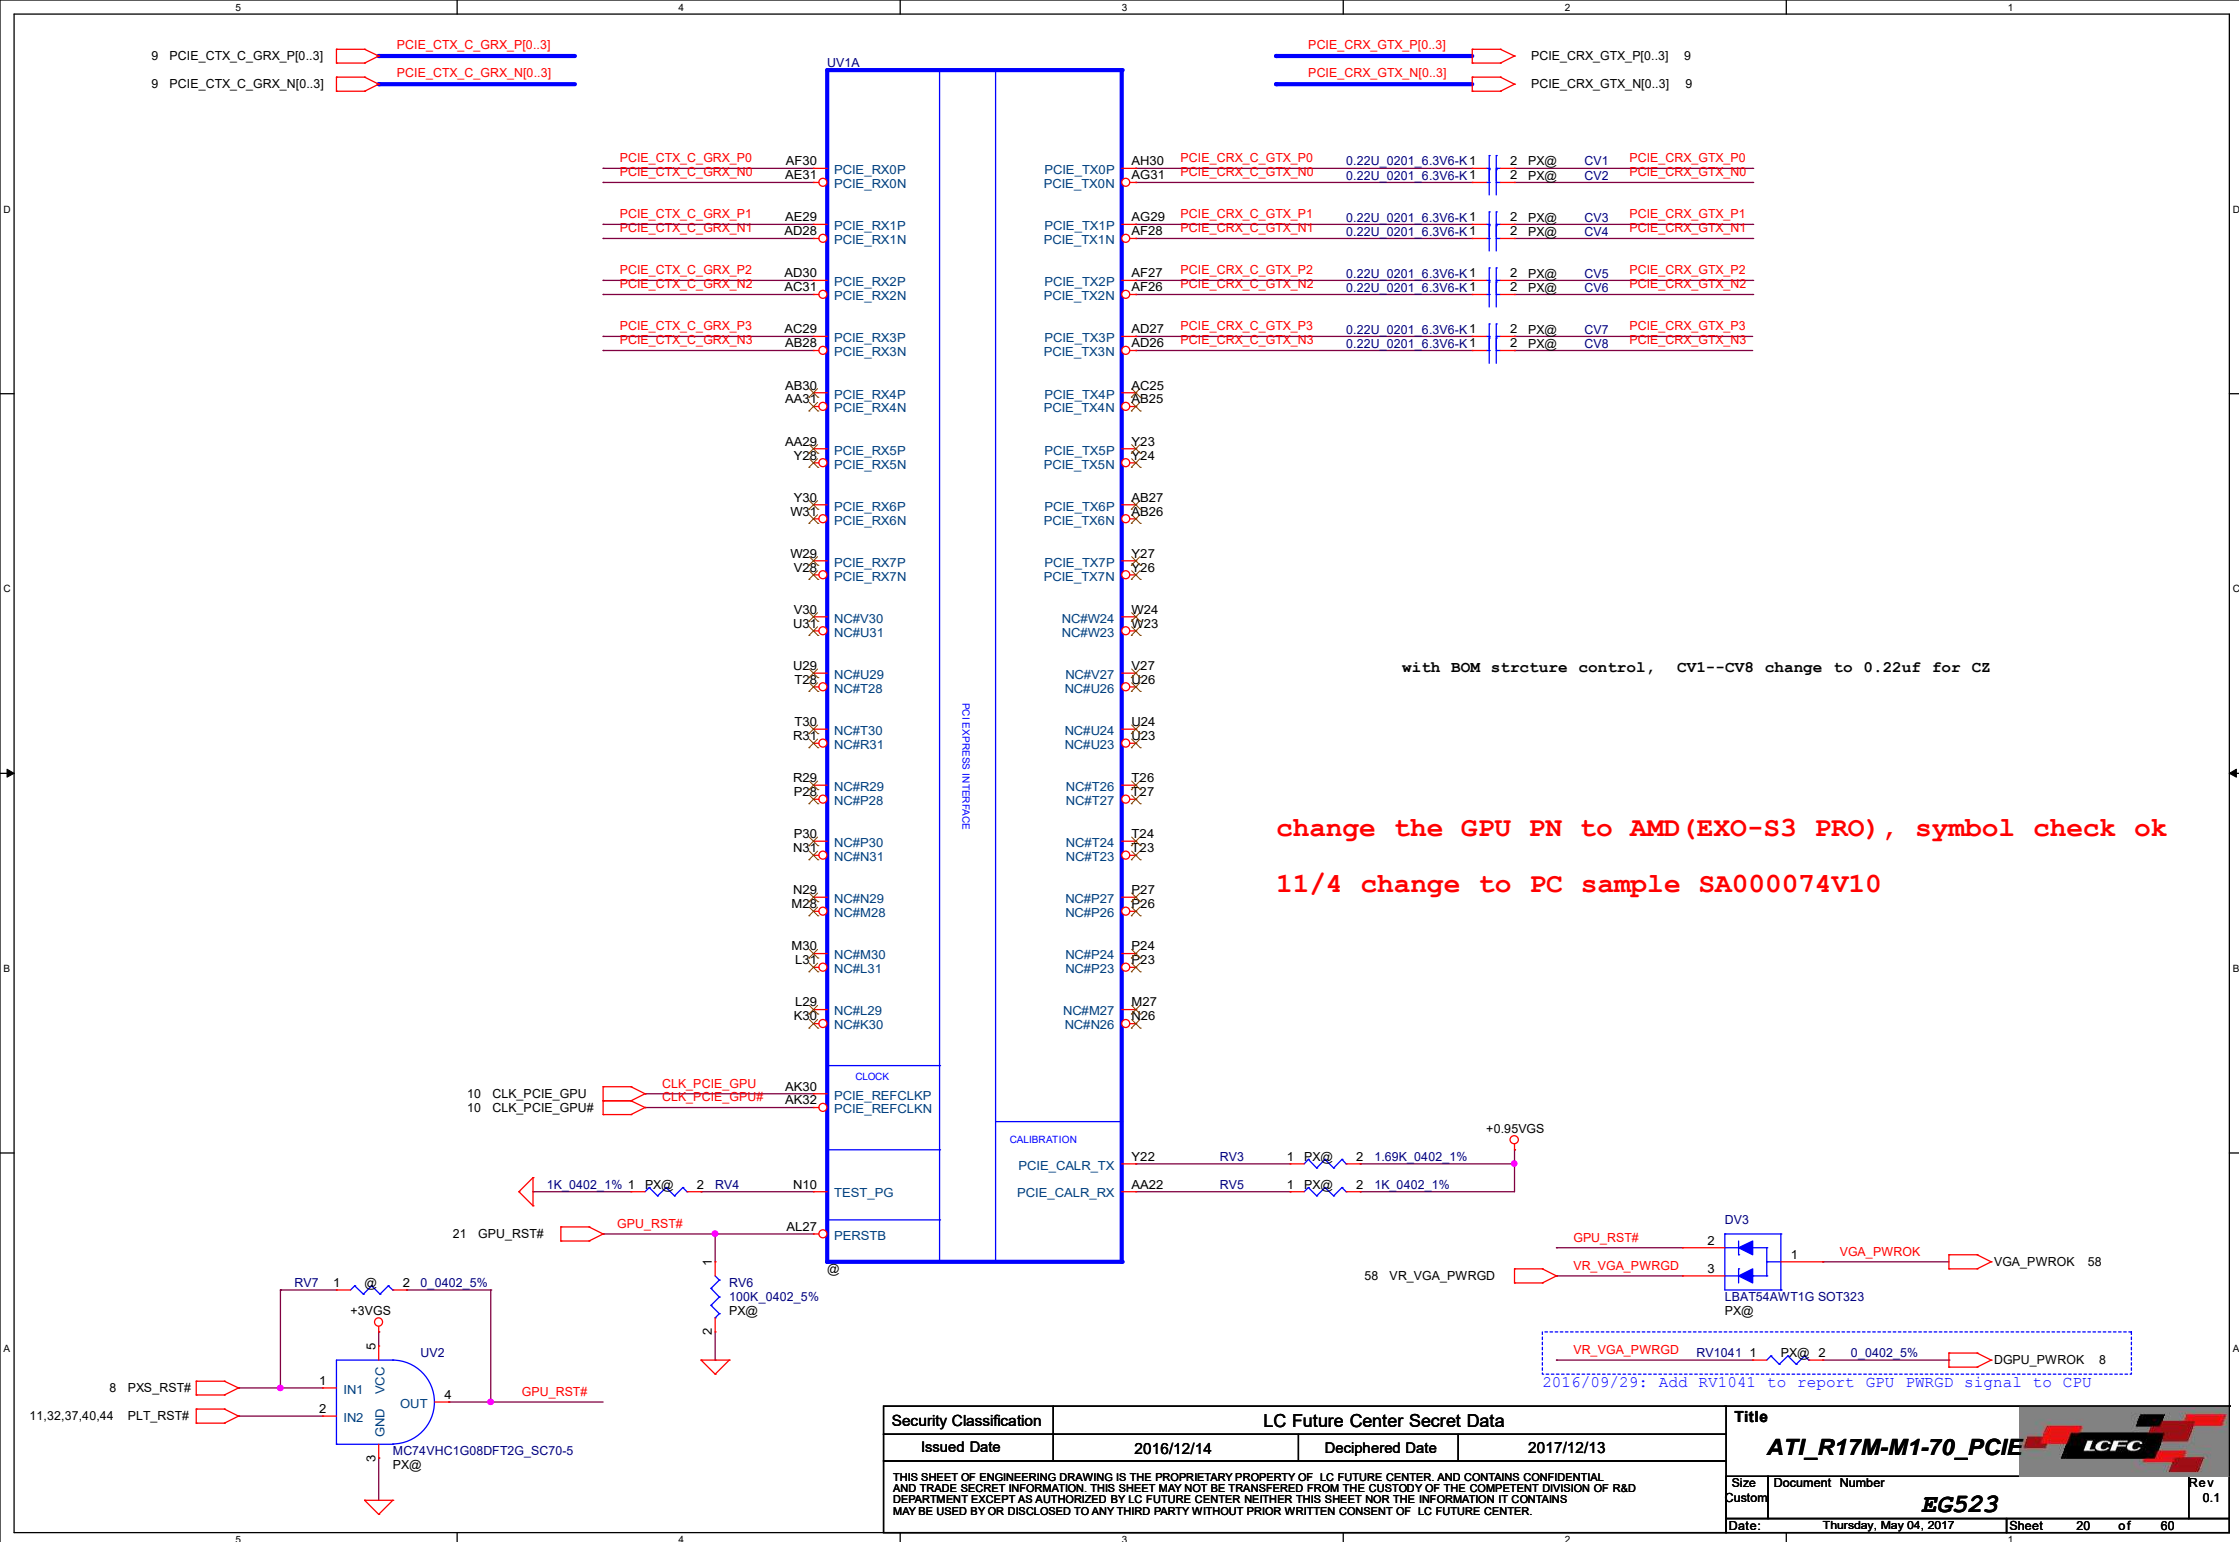 5 4 3 2 1
9 PCIE_CTX_C_GRX_P[0..3] PCIE_CTX_C_GRX_P[0..3]
9 PCIE_CTX_C_GRX_N[0..3] PCIE_CTX_C_GRX_N[0..3]
PCIE_CRX_GTX_P[0..3] PCIE_CRX_GTX_P[0..3] 9
PCIE_CRX_GTX_N[0..3] PCIE_CRX_GTX_N[0..3] 9
UV1A
PCIE_CTX_C_GRX_P0 AF30 PCIE_RX0P PCIE_TX0P AH30 PCIE_CRX_C_GTX_P0 0.22U_0201_6.3V6-K 1 2 PX@ CV1 PCIE_CRX_GTX_P0
PCIE_CTX_C_GRX_N0 AE31 PCIE_RX0N PCIE_TX0N AG31 PCIE_CRX_C_GTX_N0 0.22U_0201_6.3V6-K 1 2 PX@ CV2 PCIE_CRX_GTX_N0
D D
PCIE_CTX_C_GRX_P1 AE29 PCIE_RX1P PCIE_TX1P AG29 PCIE_CRX_C_GTX_P1 0.22U_0201_6.3V6-K 1 2 PX@ CV3 PCIE_CRX_GTX_P1
PCIE_CTX_C_GRX_N1 AD28 PCIE_RX1N PCIE_TX1N AF28 PCIE_CRX_C_GTX_N1 0.22U_0201_6.3V6-K 1 2 PX@ CV4 PCIE_CRX_GTX_N1
PCIE_CTX_C_GRX_P2 AD30 PCIE_RX2P PCIE_TX2P AF27 PCIE_CRX_C_GTX_P2 0.22U_0201_6.3V6-K 1 2 PX@ CV5 PCIE_CRX_GTX_P2
PCIE_CTX_C_GRX_N2 AC31 PCIE_RX2N PCIE_TX2N AF26 PCIE_CRX_C_GTX_N2 0.22U_0201_6.3V6-K 1 2 PX@ CV6 PCIE_CRX_GTX_N2
PCIE_CTX_C_GRX_P3 AC29 PCIE_RX3P PCIE_TX3P AD27 PCIE_CRX_C_GTX_P3 0.22U_0201_6.3V6-K 1 2 PX@ CV7 PCIE_CRX_GTX_P3
PCIE_CTX_C_GRX_N3 AB28 PCIE_RX3N PCIE_TX3N AD26 PCIE_CRX_C_GTX_N3 0.22U_0201_6.3V6-K 1 2 PX@ CV8 PCIE_CRX_GTX_N3
AB30 PCIE_RX4P PCIE_TX4P AC25
AA31 PCIE_RX4N PCIE_TX4N AB25
AA29 PCIE_RX5P PCIE_TX5P Y23
Y28 PCIE_RX5N PCIE_TX5N Y24
Y30 PCIE_RX6P PCIE_TX6P AB27
W31 PCIE_RX6N PCIE_TX6N AB26
W29 PCIE_RX7P PCIE_TX7P Y27
V28 PCIE_RX7N PCIE_TX7N Y26
C C
V30 NC#V30 NC#W24 W24
U31 NC#U31 NC#W23 W23
U29 NC#U29 NC#V27 V27
T28 NC#T28 NC#U26 U26
with BOM strcture control, CV1--CV8 change to 0.22uf for CZ
T30 NC#T30 NC#U24 U24
R31 NC#R31 NC#U23 U23
PCI EXPRESS INTERFACE
R29 NC#R29 NC#T26 T26
P28 NC#P28 NC#T27 T27
P30 NC#P30 NC#T24 T24
N31 NC#N31 NC#T23 T23
change the GPU PN to AMD(EXO-S3 PRO), symbol check ok
11/4 change to PC sample SA000074V10
N29 NC#N29 NC#P27 P27
M28 NC#M28 NC#P26 P26
M30 NC#M30 NC#P24 P24
L31 NC#L31 NC#P23 P23
B B
L29 NC#L29 NC#M27 M27
K30 NC#K30 NC#N26 N26
CLOCK
10 CLK_PCIE_GPU CLK_PCIE_GPU AK30 PCIE_REFCLKP
10 CLK_PCIE_GPU# CLK_PCIE_GPU# AK32 PCIE_REFCLKN
+0.95VGS
CALIBRATION
PCIE_CALR_TX Y22 RV3 1 PX@ 2 1.69K_0402_1%
1K_0402_1% 1 PX@ 2 RV4 N10 TEST_PG PCIE_CALR_RX AA22 RV5 1 PX@ 2 1K_0402_1%
21 GPU_RST# GPU_RST# AL27 PERSTB
@
1 RV6
100K_0402_5%
PX@
2
DV3
GPU_RST# 2
1 VGA_PWROK VGA_PWROK 58
58 VR_VGA_PWRGD VR_VGA_PWRGD 3
LBAT54AWT1G SOT323
PX@
RV7 1 @ 2 0_0402_5%
+3VGS
5 UV2
A A
8 PXS_RST# 1 IN1 VCC
OUT 4 GPU_RST#
11,32,37,40,44 PLT_RST# 2 IN2 GND
3 MC74VHC1G08DFT2G_SC70-5
PX@
VR_VGA_PWRGD RV1041 1 PX@ 2 0_0402_5% DGPU_PWROK 8
2016/09/29: Add RV1041 to report GPU PWRGD signal to CPU
Security Classification LC Future Center Secret Data
Issued Date 2016/12/14 Deciphered Date 2017/12/13
THIS SHEET OF ENGINEERING DRAWING IS THE PROPRIETARY PROPERTY OF LC FUTURE CENTER. AND CONTAINS CONFIDENTIAL
AND TRADE SECRET INFORMATION. THIS SHEET MAY NOT BE TRANSFERED FROM THE CUSTODY OF THE COMPETENT DIVISION OF R&D
DEPARTMENT EXCEPT AS AUTHORIZED BY LC FUTURE CENTER NEITHER THIS SHEET NOR THE INFORMATION IT CONTAINS
MAY BE USED BY OR DISCLOSED TO ANY THIRD PARTY WITHOUT PRIOR WRITTEN CONSENT OF LC FUTURE CENTER.
Title
ATI_R17M-M1-70_PCIE
LCFC
Size Document Number Rev
Custom EG523 0.1
Date: Thursday, May 04, 2017 Sheet 20 of 60
5 4 3 2 1